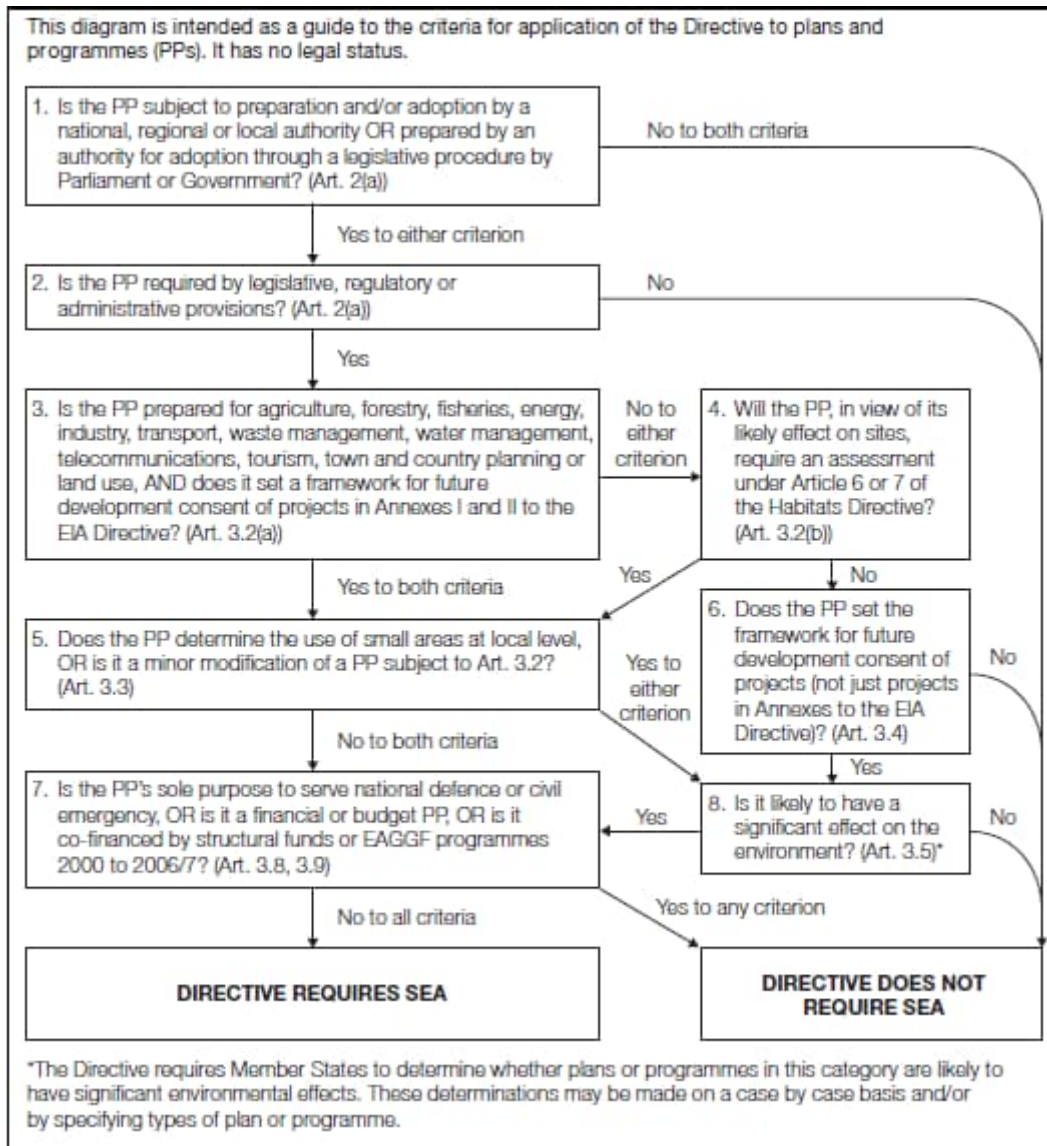 This diagram is intended as a guide to the criteria for application of the Directive to plans and
programmes (PPs). It has no legal status.
1. Is the PP subject to preparation and/or adoption by a
national, regional or local authority OR prepared by an
authority for adoption through a legislative procedure by
Parliament or Government? (Art. 2(a))
No to both criteria
Yes to either criterion
2. Is the PP required by legislative, regulatory or
administrative provisions? (Art. 2(a))
No
Yes
3. Is the PP prepared for agriculture, forestry, fisheries, energy,
industry, transport, waste management, water management,
telecommunications, tourism, town and country planning or
land use, AND does it set a framework for future
development consent of projects in Annexes I and II to the
EIA Directive? (Art. 3.2(a))
No to
either
criterion
4. Will the PP, in view of its
likely effect on sites,
require an assessment
under Article 6 or 7 of
the Habitats Directive?
(Art. 3.2(b))
Yes to both criteria
Yes
No
5. Does the PP determine the use of small areas at local level,
OR is it a minor modification of a PP subject to Art. 3.2?
(Art. 3.3)
Yes to
either
criterion
6. Does the PP set the
framework for future
development consent of
projects (not just projects
in Annexes to the EIA
Directive)? (Art. 3.4)
No
No to both criteria
Yes
7. Is the PP's sole purpose to serve national defence or civil
emergency, OR is it a financial or budget PP, OR is it
co-financed by structural funds or EAGGF programmes
2000 to 2006/7? (Art. 3.8, 3.9)
Yes
8. Is it likely to have a
significant effect on the
environment? (Art. 3.5)*
No
No to all criteria
Yes to any criterion
DIRECTIVE REQUIRES SEA
DIRECTIVE DOES NOT
REQUIRE SEA
*The Directive requires Member States to determine whether plans or programmes in this category are likely to
have significant environmental effects. These determinations may be made on a case by case basis and/or
by specifying types of plan or programme.